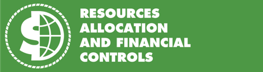 RESOURCES
ALLOCATION
AND FINANCIAL
CONTROLS